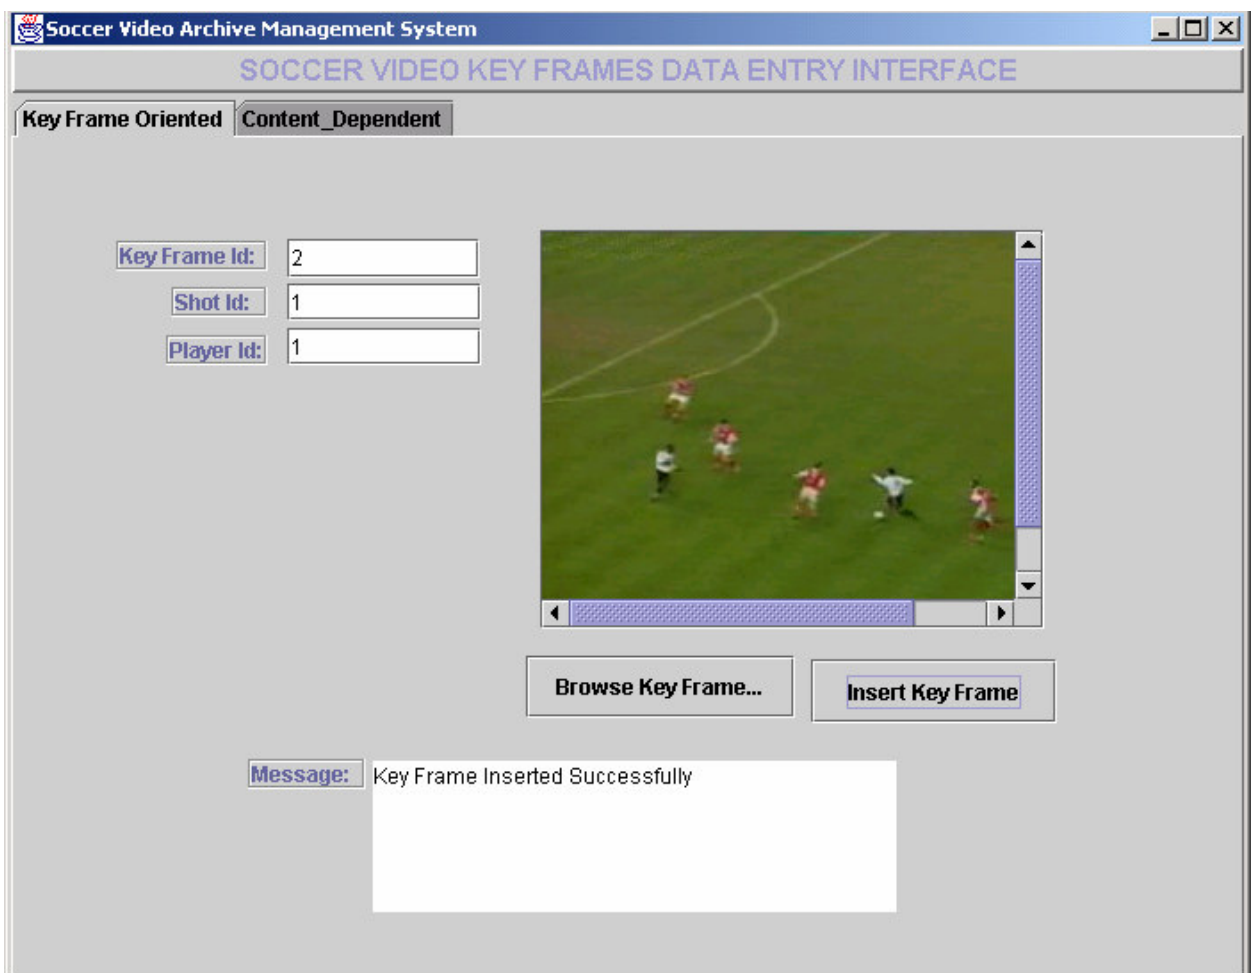 Soccer Video Archive Management System
SOCCER VIDEO KEY FRAMES DATA ENTRY INTERFACE
Key Frame Oriented Content_Dependent
Key Frame Id: 2
Shot Id: 1
Player Id: 1
Browse Key Frame... Insert Key Frame
Message: Key Frame Inserted Successfully